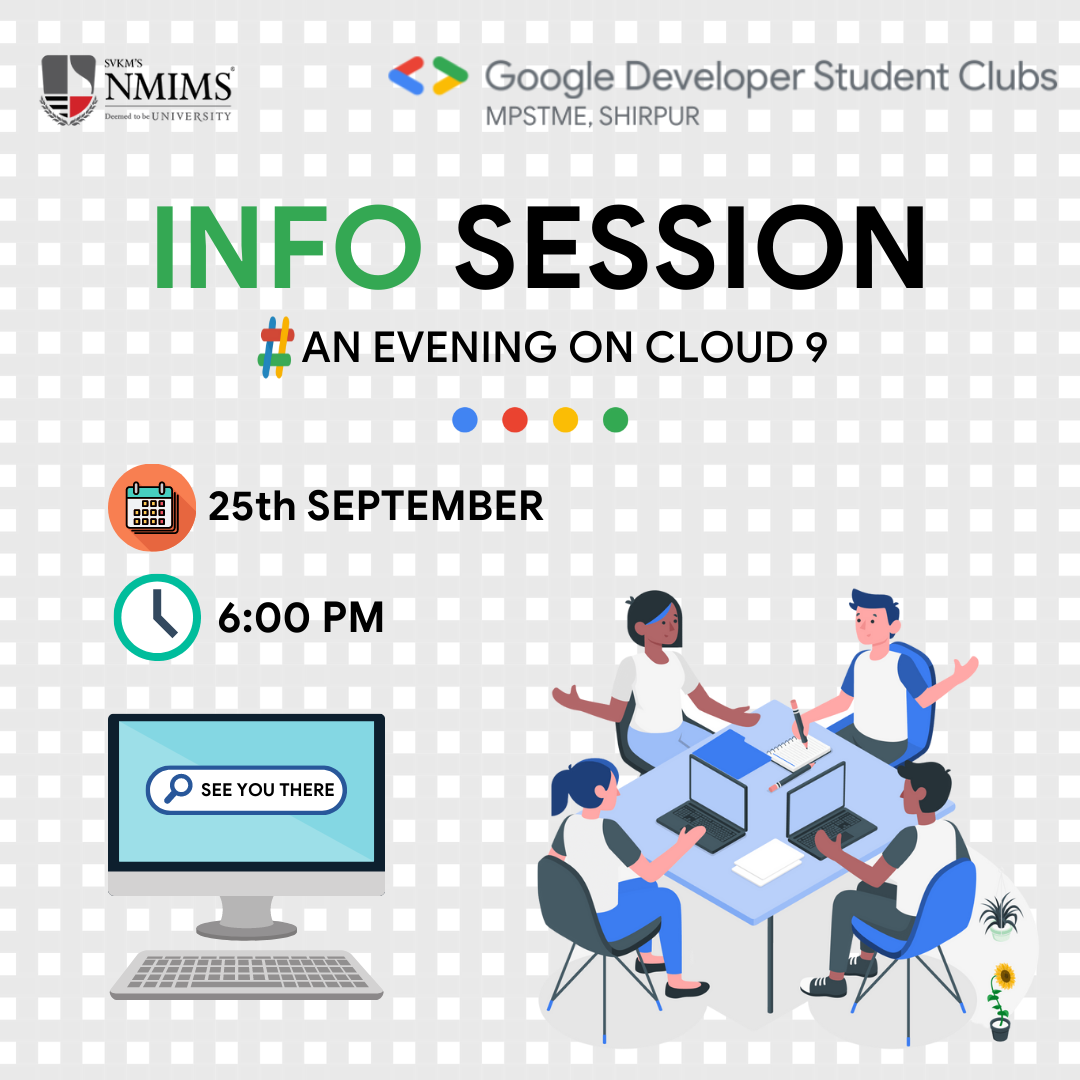 SVKM'S
NMIMS®
Deemed to be UNIVERSITY
Google Developer Student Clubs
MPSTME, SHIRPUR
INFO SESSION
#AN EVENING ON CLOUD 9
25th SEPTEMBER
6:00 PM
SEE YOU THERE